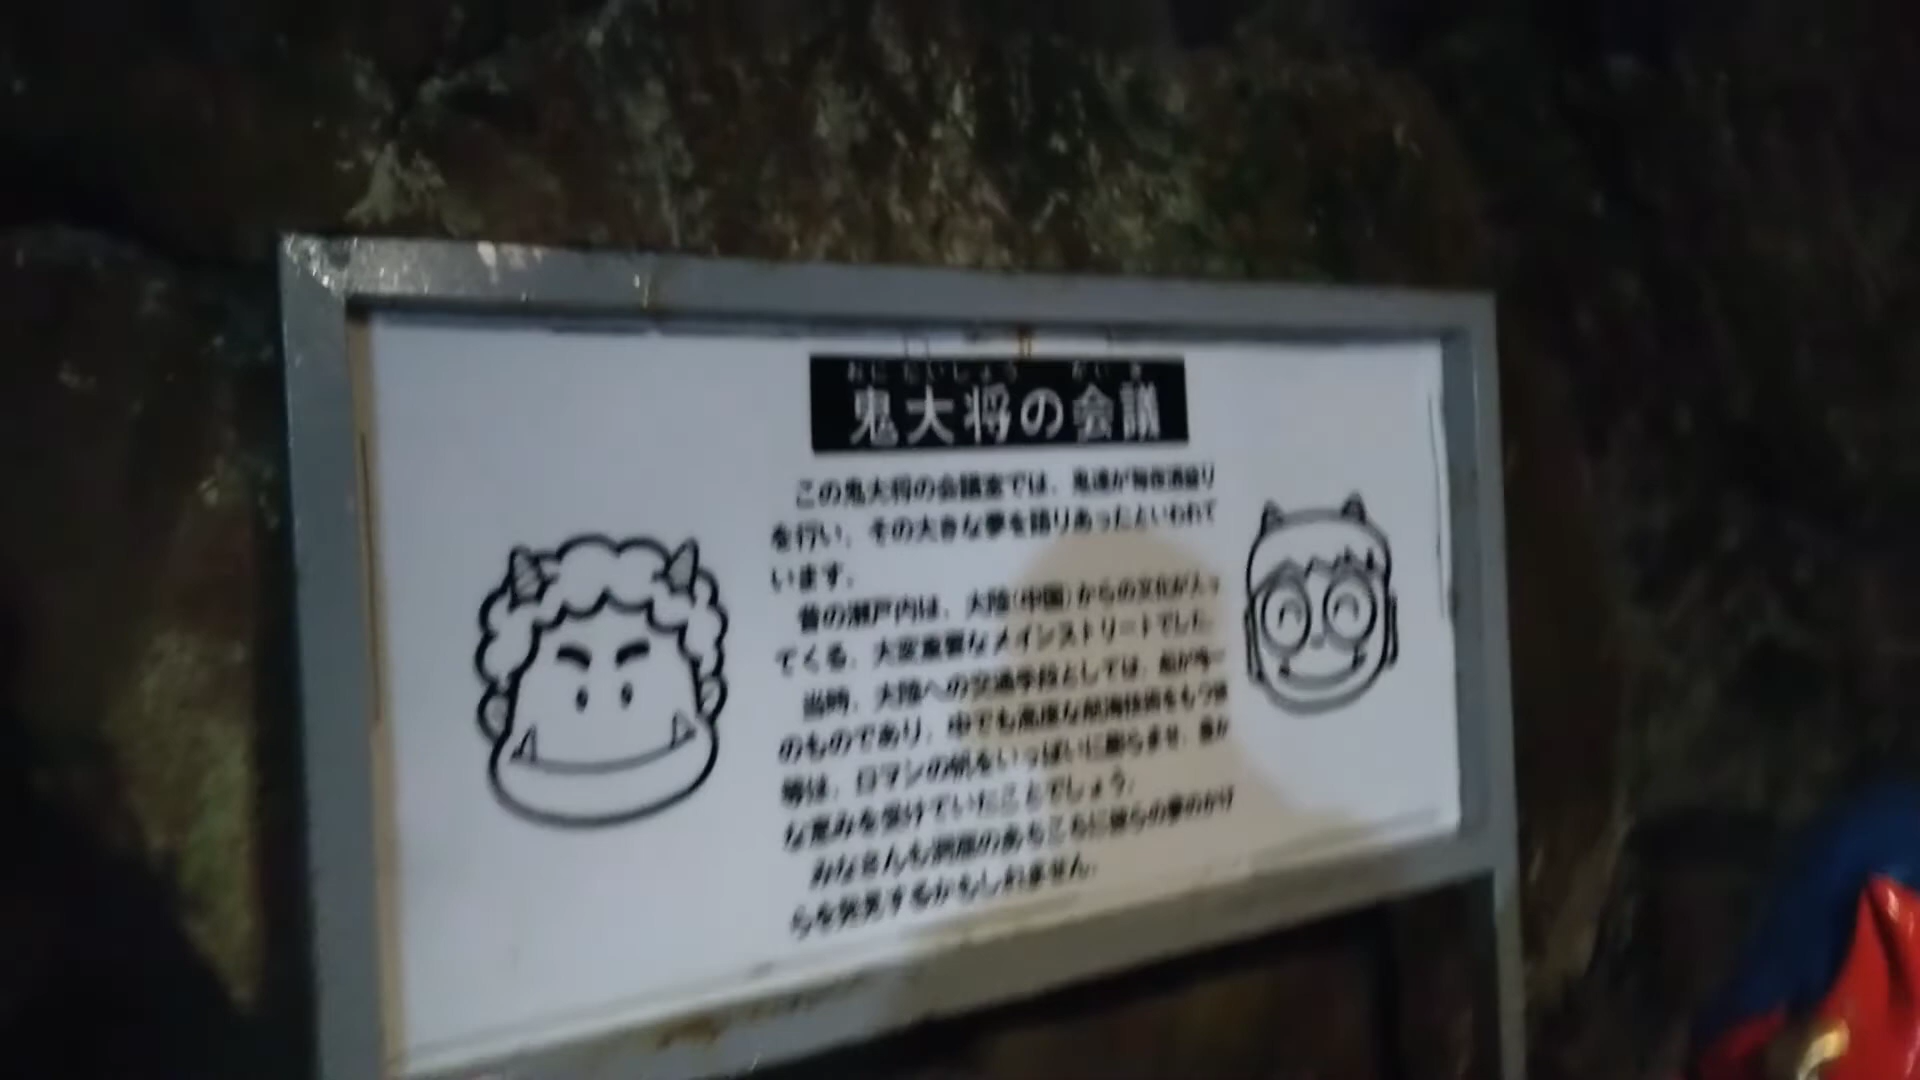 おにたいしょう かいぎ
鬼大将の会議
この鬼大将の会議室では、鬼達が毎夜酒盛り
を行い、その大きな夢を語りあったといわれて
います。
昔の瀬戸内は、大陸(中国)からの文化が入っ
てくる、大変重要なメインストリートでした。
当時、大陸への交通手段としては、船が唯一
のものであり、中でも高度な航海技術をもつ
等は、ロマンの帆をいっぱいに膨らませ、豊か
な恵みを受けていたことでしょう。
みなさんも洞窟のあちこちに彼らの夢のかけ
らを発見するかもしれません。